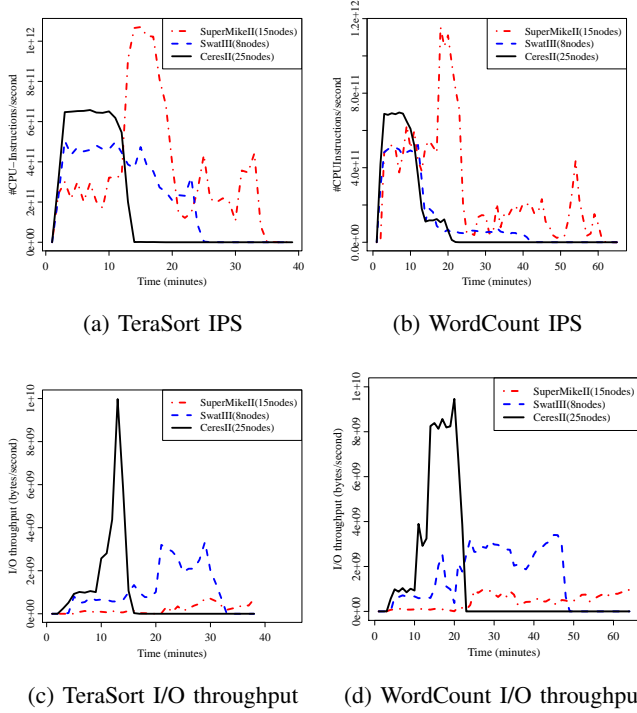 SuperMikeII(15nodes)
SwatIII(8nodes)
CeresII(25nodes)
#CPU-Instructions/second
0e+00 2e+11 4e+11 6e+11 8e+11 1e+12
0 10 20 30 40
Time (minutes)
(a) TeraSort IPS
SuperMikeII(15nodes)
SwatIII(8nodes)
CeresII(25nodes)
#CPUInstructions/second
0.0e+00 4.0e+11 8.0e+11 1.2e+12
0 10 20 30 40 50 60
Time (minutes)
(b) WordCount IPS
SuperMikeII(15nodes)
SwatIII(8nodes)
CeresII(25nodes)
I/O throughput (bytes/second)
0e+00 2e+09 4e+09 6e+09 8e+09 1e+10
0 10 20 30 40
Time (minutes)
(c) TeraSort I/O throughput
SuperMikeII(15nodes)
SwatIII(8nodes)
CeresII(25nodes)
I/O throughput (bytes/second)
0e+00 2e+09 4e+09 6e+09 8e+09 1e+10
0 10 20 30 40 50 60
Time (minutes)
(d) WordCount I/O throughput